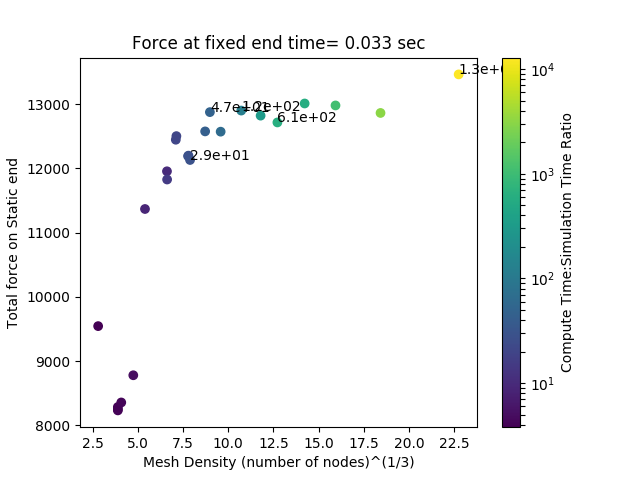 Force at fixed end time= 0.033 sec
Total force on Static end
13000
12000
11000
10000
9000
8000
2.5 5.0 7.5 10.0 12.5 15.0 17.5 20.0 22.5
Mesh Density (number of nodes)^(1/3)
1.3e+
6.1e+02
2.9e+01
10^4
10^3
10^2
10^1
Compute Time:Simulation Time Ratio